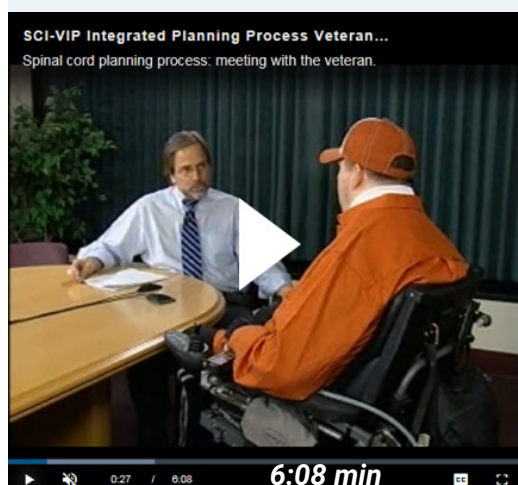 SCI-VIP Integrated Planning Process Veteran...
Spinal cord planning process: meeting with the veteran.
0:27 / 6:08
6:08 min
CC